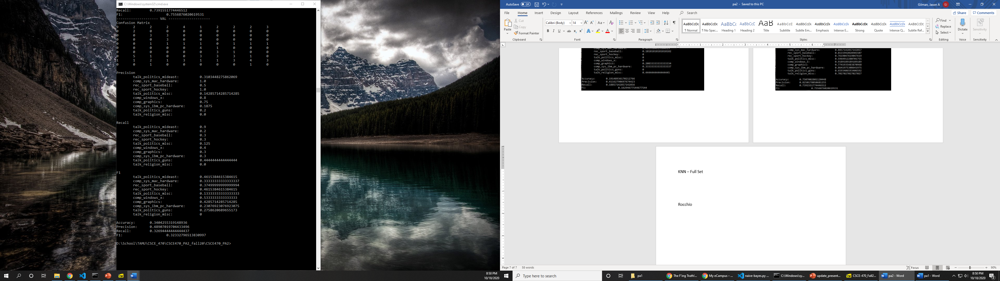 C:\Windows\system32\cmd.exe
Recall: 0.7391551774446512
F1: 0.7556876020619531
-------------------- VAL --------------------
Confusion Matrix
9 2 2 2 4 1 2 2 2 3
0 2 0 0 0 0 0 0 0 0
0 0 3 3 0 0 0 0 0 0
0 0 0 3 0 0 0 0 0 0
0 0 1 1 1 0 1 1 1 1
0 0 0 0 0 4 1 0 0 0
0 0 0 0 0 0 3 1 0 0
0 5 1 0 0 3 3 3 1 0
1 1 2 1 3 1 1 3 4 3
0 0 1 0 0 0 0 0 1 0
Precision
talk_politics_mideast: 0.3103448275862069
comp_sys_mac_hardware: 1.0
rec_sport_baseball: 0.5
rec_sport_hockey: 1.0
talk_politics_misc: 0.14285714285714285
comp_windows_x: 0.8
comp_graphics: 0.75
comp_sys_ibm_pc_hardware: 0.1875
talk_politics_guns: 0.2
talk_religion_misc: 0.0
Recall
talk_politics_mideast: 0.9
comp_sys_mac_hardware: 0.2
rec_sport_baseball: 0.3
rec_sport_hockey: 0.3
talk_politics_misc: 0.125
comp_windows_x: 0.4
comp_graphics: 0.3
comp_sys_ibm_pc_hardware: 0.3
talk_politics_guns: 0.4444444444444444
talk_religion_misc: 0.0
F1
talk_politics_mideast: 0.4615384615384615
comp_sys_mac_hardware: 0.33333333333333337
rec_sport_baseball: 0.37499999999999994
rec_sport_hockey: 0.4615384615384615
talk_politics_misc: 0.13333333333333333
comp_windows_x: 0.5333333333333333
comp_graphics: 0.4285714285714285
comp_sys_ibm_pc_hardware: 0.23076923076923075
talk_politics_guns: 0.2758620689655173
talk_religion_misc: 0
Accuracy: 0.3404255319148936
Precision: 0.48907019704433496
Recall: 0.32694444444444437
F1: 0.32332796513830997
D:\School\TAMU\CSCE_470\CSCE470_PA2_fall20\CSCE470_PA2>
8:50 PM
10/18/2020
AutoSave Off
pa2 - Saved to this PC
Gilman, Jason A GJ
File Home Insert Design Layout References Mailings Review View Help Search
Share Comments
Paste Cut
Copy
Format Painter
Clipboard
Calibri (Body) 14
Font
Paragraph
AaBbCcDc AaBbCcDc AaBbCc AaBbCcD AaB AaBbCcD AaBbCcDc AaBbCcDc AaBbCcDc AaBbCcDc AaBbCcDc AaBbCcDc AABBCCDC
¶ Normal ¶ No Spac... Heading 1 Heading 2 Title Subtitle Subtle Em... Emphasis Intense E... Strong Quote Intense Q... Subtle Ref...
Styles
Find
Replace
Select
Editing
Dictate
Voice
Sensitivity
Sensitivity
rec_sport_baseball: 0.18181818181818182
rec_sport_hockey: 0
talk_politics_misc: 0
comp_windows_x: 0
comp_graphics: 0.20833333333333334
comp_sys_ibm_pc_hardware: 0.33333333333333337
talk_politics_guns: 0
talk_religion_misc: 0.4444444444444445
Accuracy: 0.19148936170212766
Precision: 0.41162790697674423
Recall: 0.18857142857142856
F1: 0.16294677544677544
comp_sys_mac_hardware: 0.8857142857142857
rec_sport_baseball: 0.8115942028985507
rec_sport_hockey: 0.7619047619047619
talk_politics_misc: 0.5964912280701755
comp_windows_x: 0.9189189189189189
comp_graphics: 0.7741935483870968
comp_sys_ibm_pc_hardware: 0.8641975308641975
talk_politics_guns: 0.6593406593406592
talk_religion_misc: 0.7027027027027027
Accuracy: 0.7507002801120448
Precision: 0.8250178050681255
Recall: 0.7391551774446512
F1: 0.7556876020619531
KNN – Full Set
Rocchio
Page 7 of 7 58 words
Focus
90%
Type here to search
pa1
The F'ing Truth!...
My eCampus – ...
naive-bayes.py ...
C:\Windows\sy...
update_present...
CSCE-470_Fall2...
pa2 - Word
pa1 - Word
8:50 PM
10/18/2020